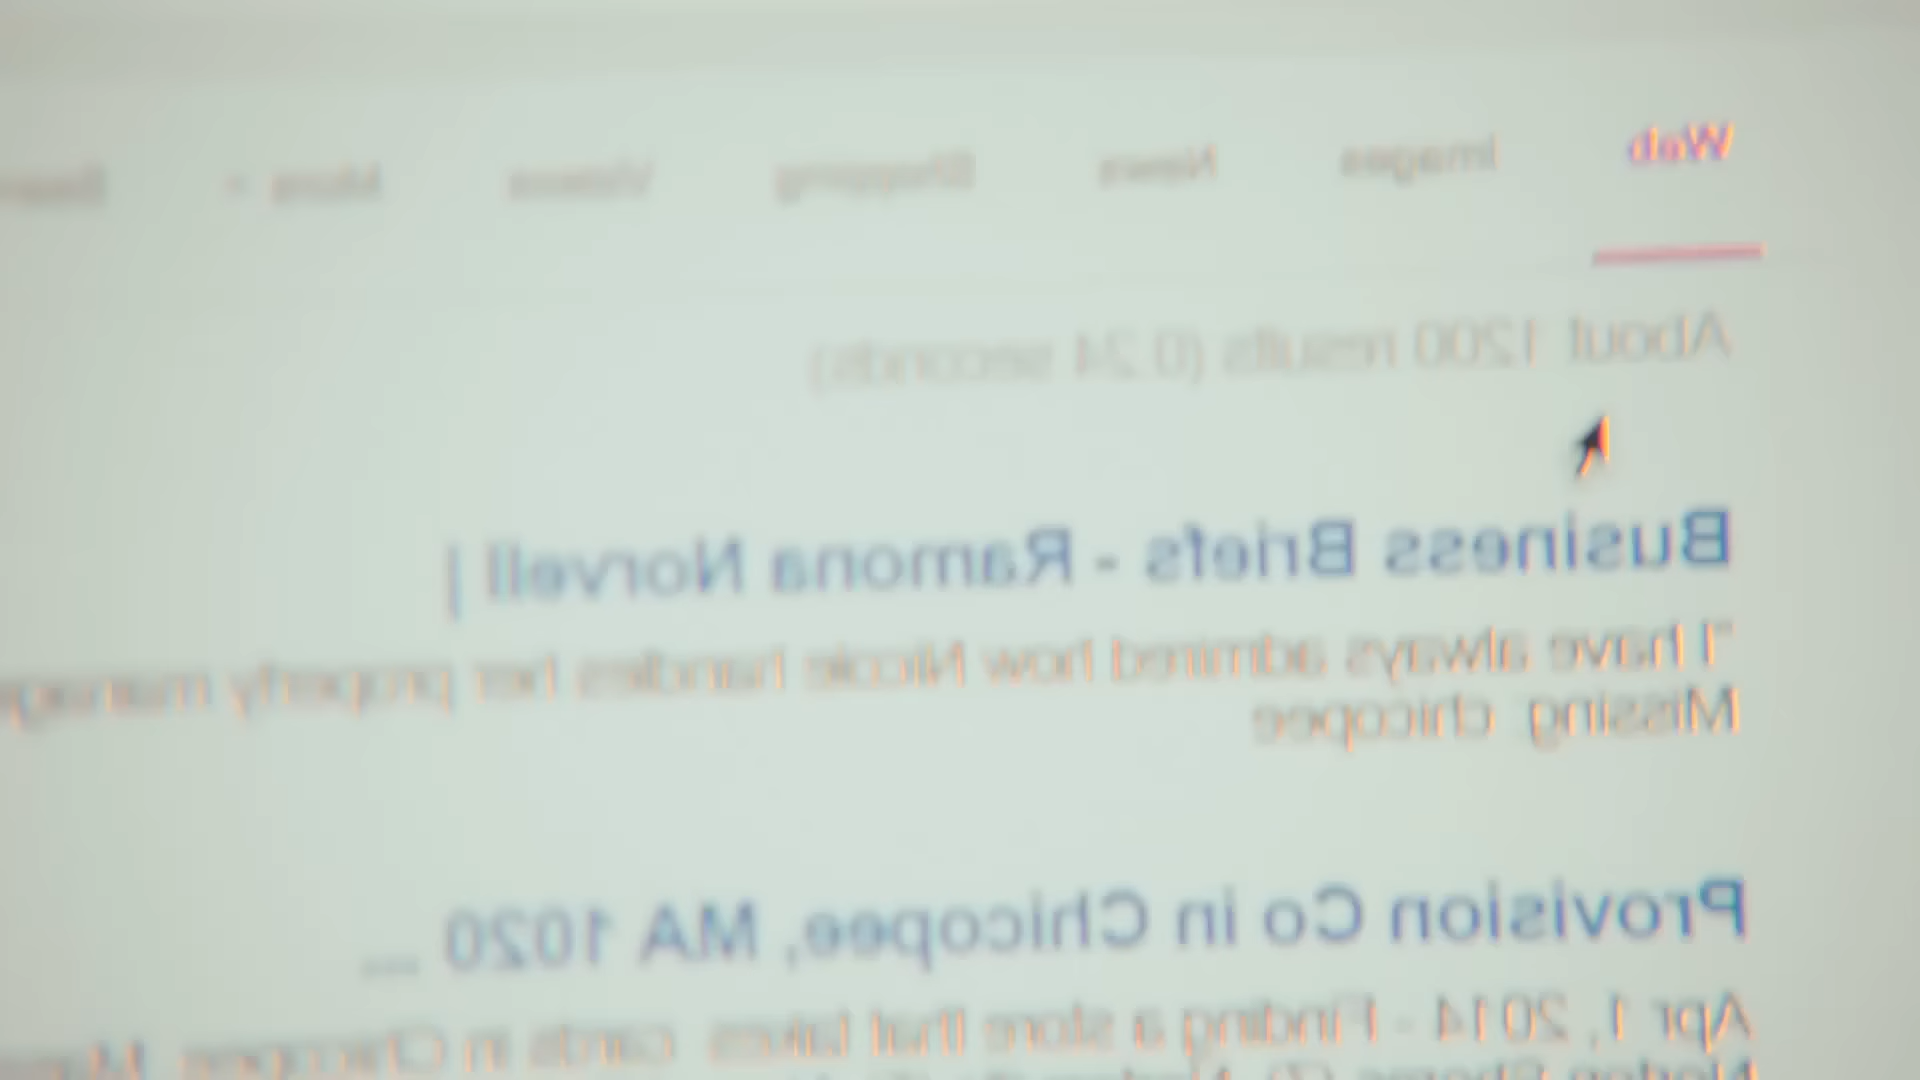 Web Images News Shopping Videos More
About 1200 results (0.24 seconds)
Business Briefs - Ramona Norvell |
"I have always admired how Nicole handles her property manage
Missing: chicopee
Provision Co in Chicopee, MA 1020 ...
Apr 1, 2014 - Finding a store that takes cards in Chicopee,